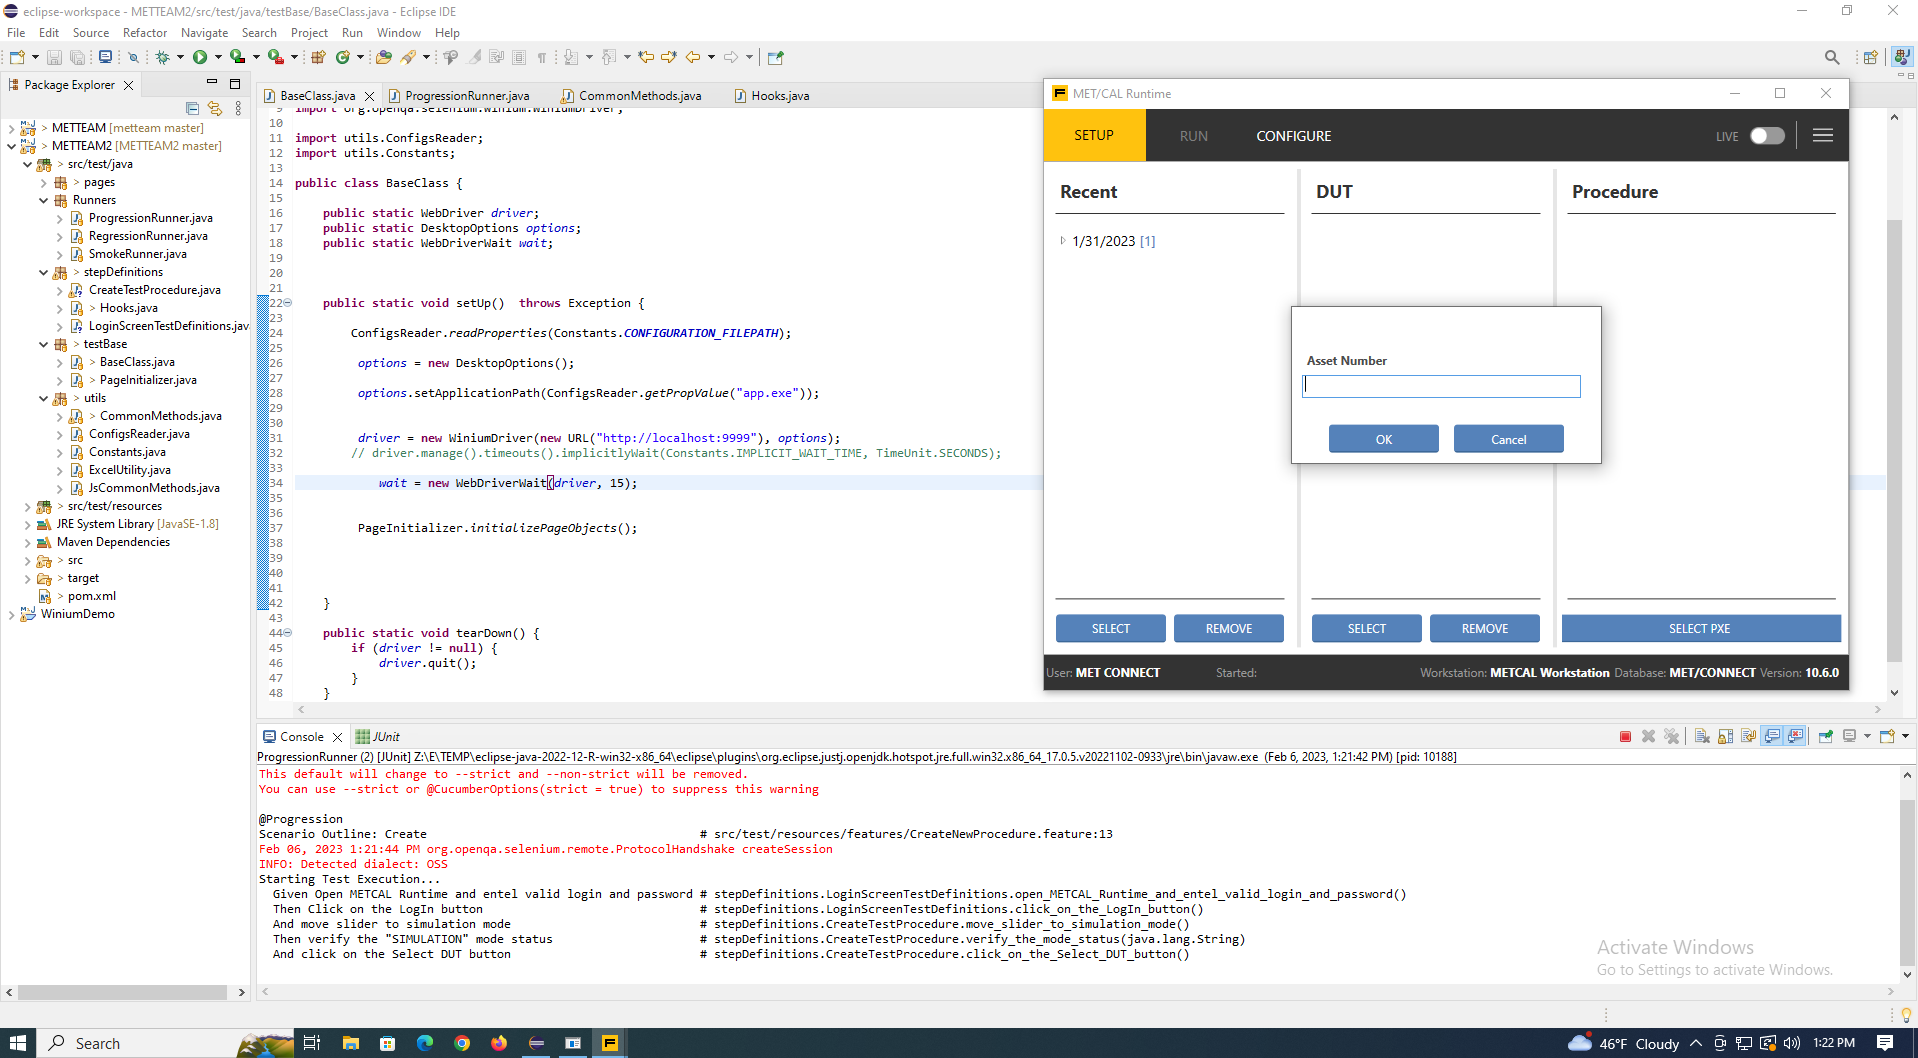 eclipse-workspace - METTEAM2/src/test/java/testBase/BaseClass.java - Eclipse IDE
File Edit Source Refactor Navigate Search Project Run Window Help
Package Explorer
> METTEAM [metteam master]
> METTEAM2 [METTEAM2 master]
> src/test/java
> pages
Runners
ProgressionRunner.java
RegressionRunner.java
SmokeRunner.java
> stepDefinitions
CreateTestProcedure.java
> Hooks.java
LoginScreenTestDefinitions.jav
> testBase
> BaseClass.java
> PageInitializer.java
> utils
> CommonMethods.java
ConfigsReader.java
Constants.java
ExcelUtility.java
JsCommonMethods.java
> src/test/resources
JRE System Library [JavaSE-1.8]
Maven Dependencies
> src
> target
> pom.xml
WiniumDemo
BaseClass.java ProgressionRunner.java CommonMethods.java Hooks.java
9 import org.openqa.selenium.winium.WiniumDriver;
10
11 import utils.ConfigsReader;
12 import utils.Constants;
13
14 public class BaseClass {
15
16 public static WebDriver driver;
17 public static DesktopOptions options;
18 public static WebDriverWait wait;
19
20
21
22 public static void setUp()  throws Exception {
23
24 ConfigsReader.readProperties(Constants.CONFIGURATION_FILEPATH);
25
26 options = new DesktopOptions();
27
28 options.setApplicationPath(ConfigsReader.getPropValue("app.exe"));
29
30
31 driver = new WiniumDriver(new URL("http://localhost:9999"), options);
32 // driver.manage().timeouts().implicitlyWait(Constants.IMPLICIT_WAIT_TIME, TimeUnit.SECONDS);
33
34 wait = new WebDriverWait(driver, 15);
35
36
37 PageInitializer.initializePageObjects();
38
39
40
41
42 }
43
44 public static void tearDown() {
45 if (driver != null) {
46 driver.quit();
47 }
48 }
MET/CAL Runtime
SETUP RUN CONFIGURE LIVE
Recent DUT Procedure
1/31/2023 [1]
Asset Number
OK Cancel
SELECT REMOVE SELECT REMOVE SELECT PXE
User: MET CONNECT Started: Workstation: METCAL Workstation Database: MET/CONNECT Version: 10.6.0
Console JUnit
ProgressionRunner (2) [JUnit] Z:\E\TEMP\eclipse-java-2022-12-R-win32-x86_64\eclipse\plugins\org.eclipse.justj.openjdk.hotspot.jre.full.win32.x86_64_17.0.5.v20221102-0933\jre\bin\javaw.exe (Feb 6, 2023, 1:21:42 PM) [pid: 10188]
This default will change to --strict and --non-strict will be removed.
You can use --strict or @CucumberOptions(strict = true) to suppress this warning
@Progression
Scenario Outline: Create # src/test/resources/features/CreateNewProcedure.feature:13
Feb 06, 2023 1:21:44 PM org.openqa.selenium.remote.ProtocolHandshake createSession
INFO: Detected dialect: OSS
Starting Test Execution...
Given Open METCAL Runtime and entel valid login and password # stepDefinitions.LoginScreenTestDefinitions.open_METCAL_Runtime_and_entel_valid_login_and_password()
Then Click on the LogIn button # stepDefinitions.LoginScreenTestDefinitions.click_on_the_LogIn_button()
And move slider to simulation mode # stepDefinitions.CreateTestProcedure.move_slider_to_simulation_mode()
Then verify the "SIMULATION" mode status # stepDefinitions.CreateTestProcedure.verify_the_mode_status(java.lang.String)
And click on the Select DUT button # stepDefinitions.CreateTestProcedure.click_on_the_Select_DUT_button()
Activate Windows
Go to Settings to activate Windows.
Search 46°F Cloudy 1:22 PM